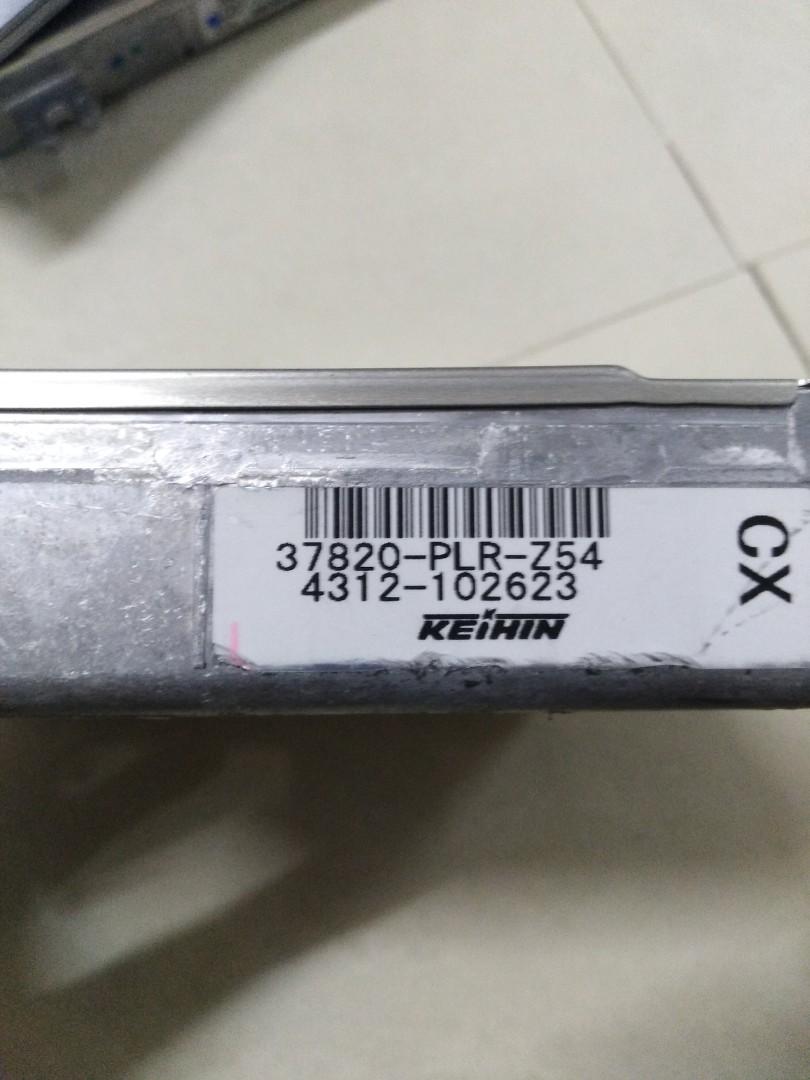 37820-PLR-Z54
4312-102623
KEIHIN
CX